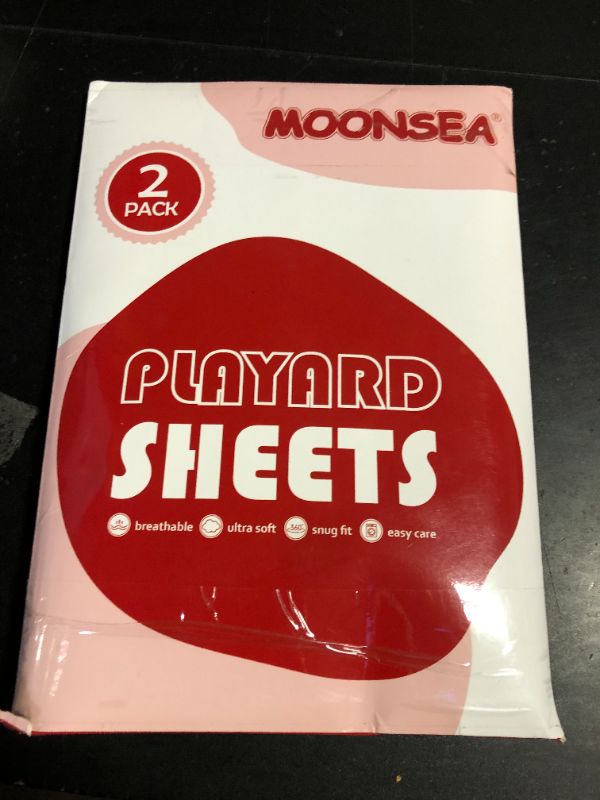 MOONSEA®
2
PACK
PLAYARD
SHEETS
breathable
360°
ultra soft
snug fit
easy care